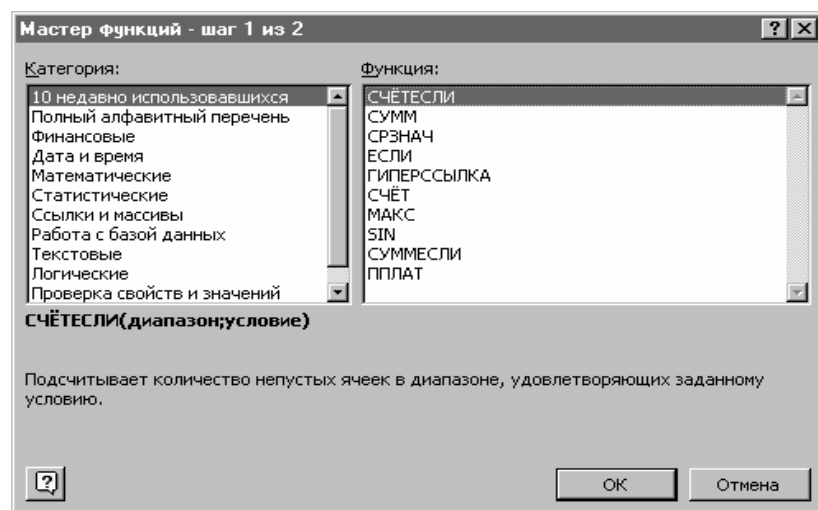 Мастер функций - шаг 1 из 2
Категория:
Функция:
10 недавно использовавшихся
Полный алфавитный перечень
Финансовые
Дата и время
Математические
Статистические
Ссылки и массивы
Работа с базой данных
Текстовые
Логические
Проверка свойств и значений
СЧЁТЕСЛИ
СУММ
СРЗНАЧ
ЕСЛИ
ГИПЕРССЫЛКА
СЧЁТ
МАКС
SIN
СУММЕСЛИ
ППЛАТ
СЧЁТЕСЛИ(диапазон;условие)
Подсчитывает количество непустых ячеек в диапазоне, удовлетворяющих заданному
условию.
ОК
Отмена